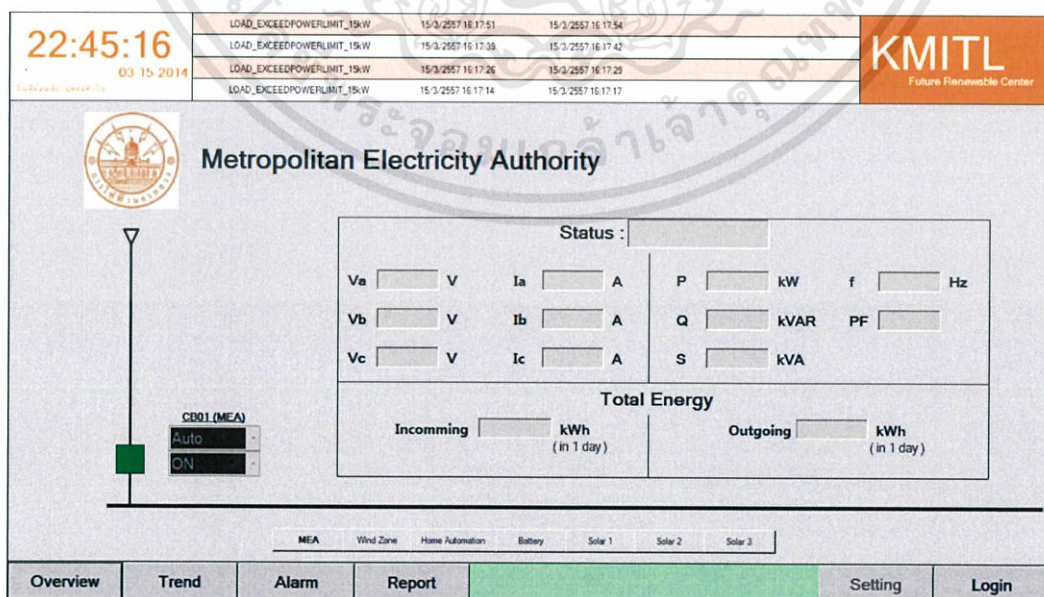 22:45:16
03 15 2014
LOAD_EXCEEDPOWERLIMIT_15kW 15/3/2557 16:17:51 15/3/2557 16:17:54
LOAD_EXCEEDPOWERLIMIT_15kW 15/3/2557 16:17:39 15/3/2557 16:17:42
LOAD_EXCEEDPOWERLIMIT_15kW 15/3/2557 16:17:26 15/3/2557 16:17:29
LOAD_EXCEEDPOWERLIMIT_15kW 15/3/2557 16:17:14 15/3/2557 16:17:17
KMITL
Future Renewable Center
Metropolitan Electricity Authority
Status :
Va V Ia A P kW f Hz
Vb V Ib A Q kVAR PF
Vc V Ic A S kVA
Total Energy
Incomming kWh Outgoing kWh
(in 1 day) (in 1 day)
CB01 (MEA)
Auto
ON
MEA Wind Zone Home Automation Battery Solar 1 Solar 2 Solar 3
Overview Trend Alarm Report Setting Login